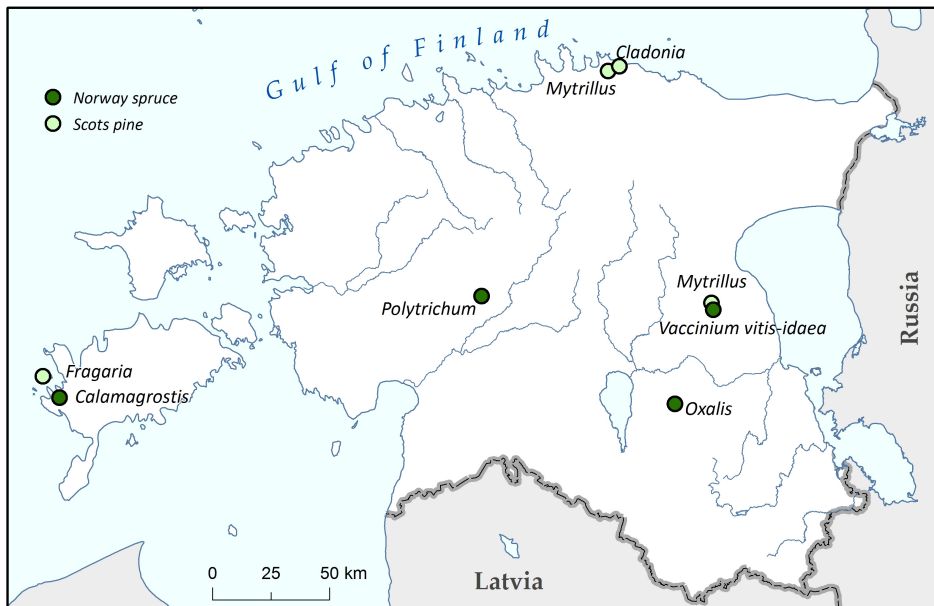 Gulf of Finland
Cladonia
Mytrillus
Norway spruce
Scots pine
Mytrillus
Polytrichum
Vaccinium vitis-idaea
Russia
Fragaria
Calamagrostis
Oxalis
0 25 50 km
Latvia